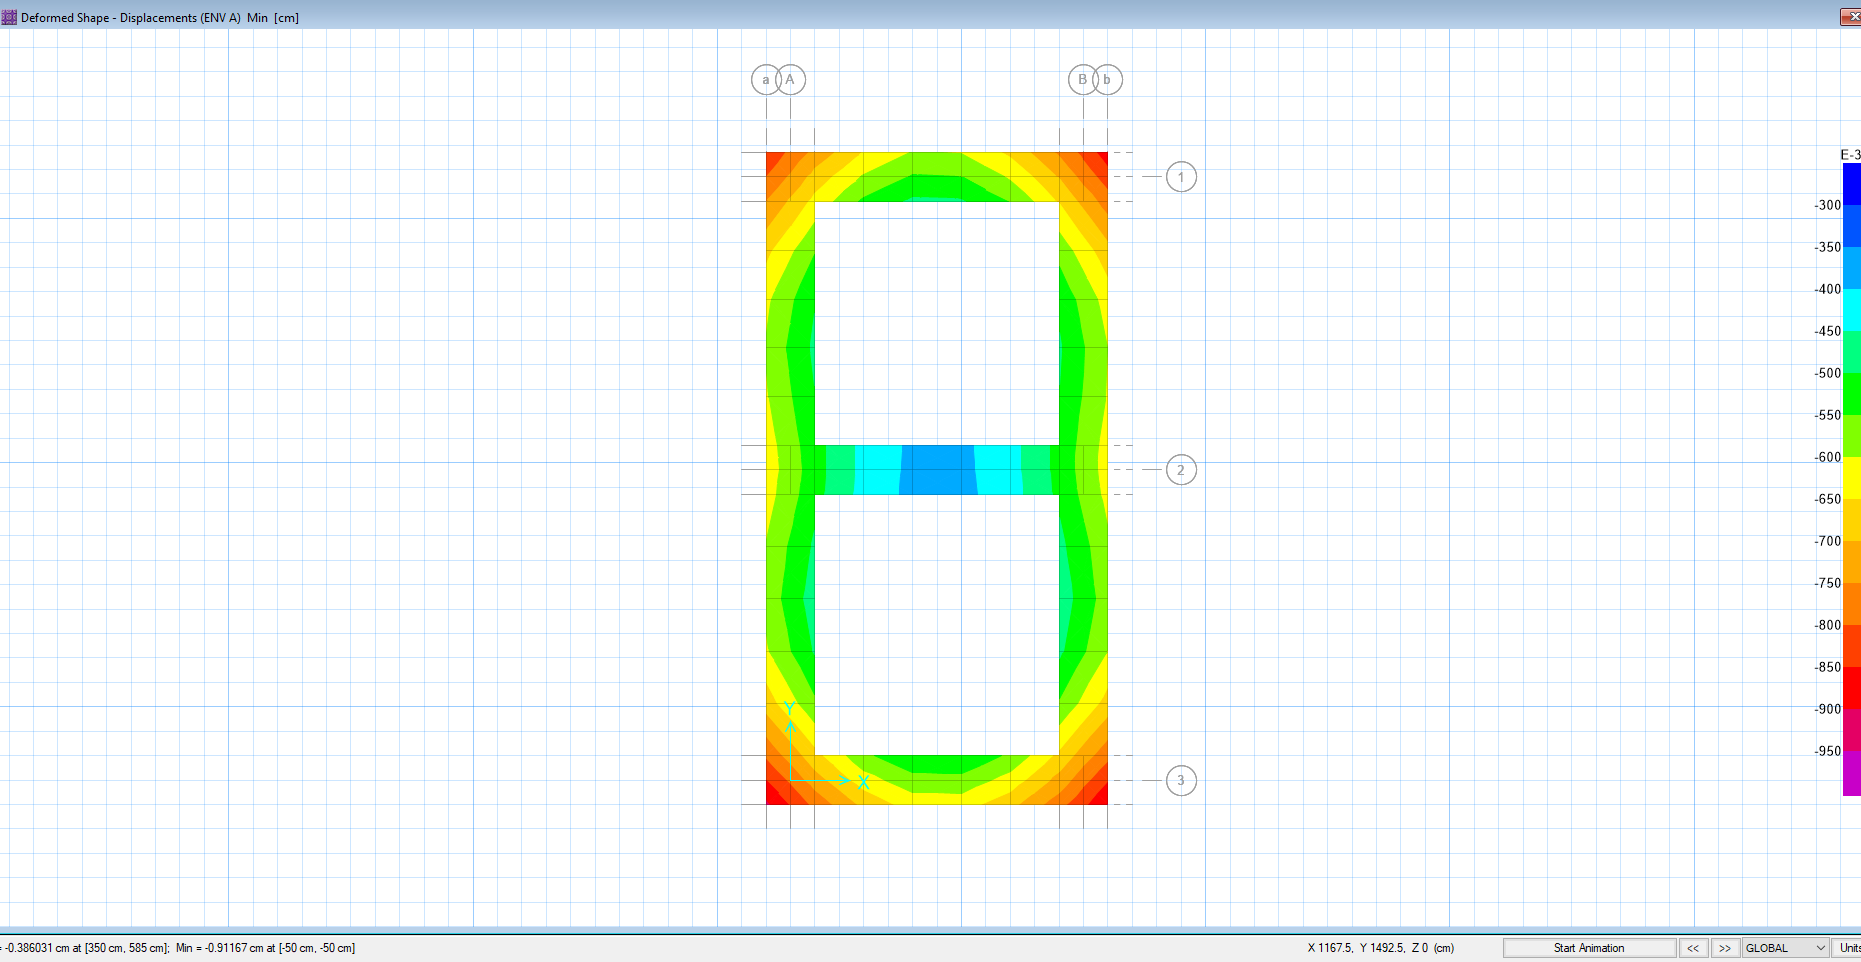 Deformed Shape - Displacements (ENV A) Min [cm]
a A B b
E-3
1
-300
-350
-400
-450
2
-500
-550
-600
-650
-700
-750
-800
-850
-900
-950
Y
X
3
= -0.386031 cm at [350 cm, 585 cm]; Min = -0.91167 cm at [-50 cm, -50 cm]
X 1167.5, Y 1492.5, Z 0 (cm)
Start Animation
<< >>
GLOBAL
Units